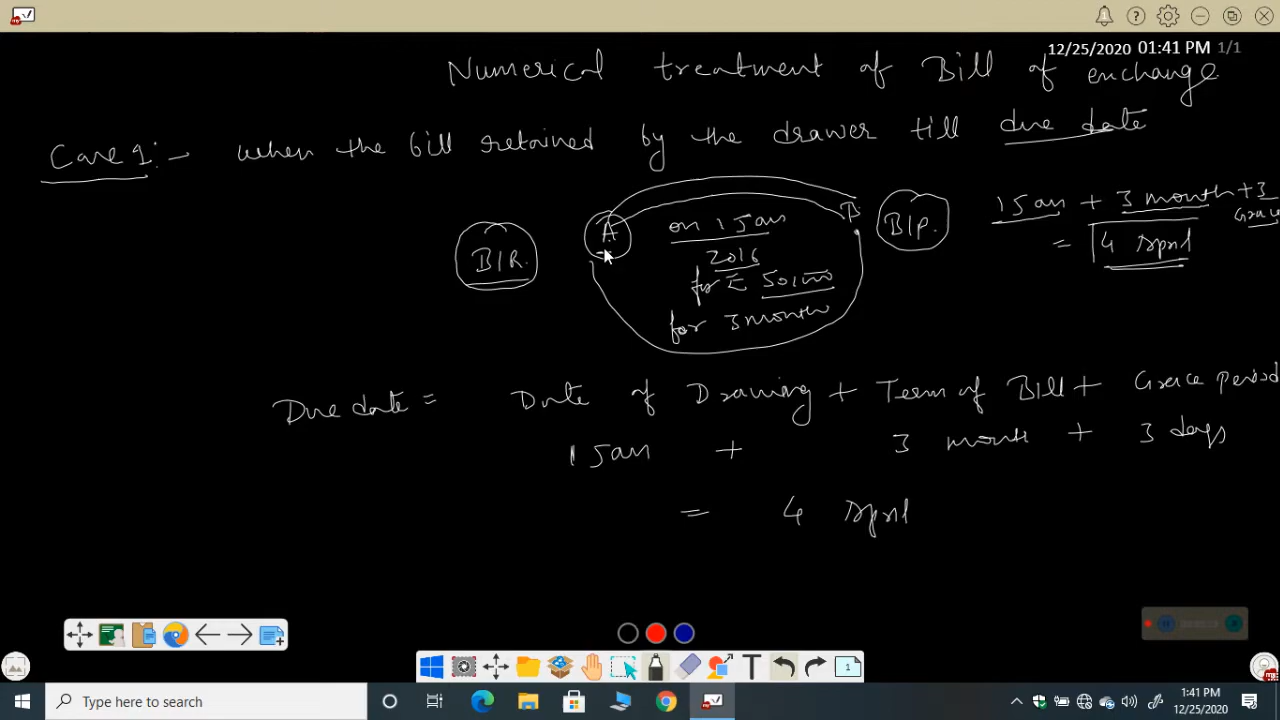 12/25/2020 01:41 PM 1/1
Numerical treatment of Bill of exchange
Case 1:- when the bill retained by the drawer till due date
B/R.
A
on 1 Jan
2016
for ₹ 50,000
for 3 month
B
B/P.
1 Jan + 3 month + 3
Grace
= 4 April
Due date = Date of Drawing + Term of Bill + Grace period
1 Jan + 3 month + 3 days
= 4 April
T
1
Type here to search
1:41 PM
12/25/2020